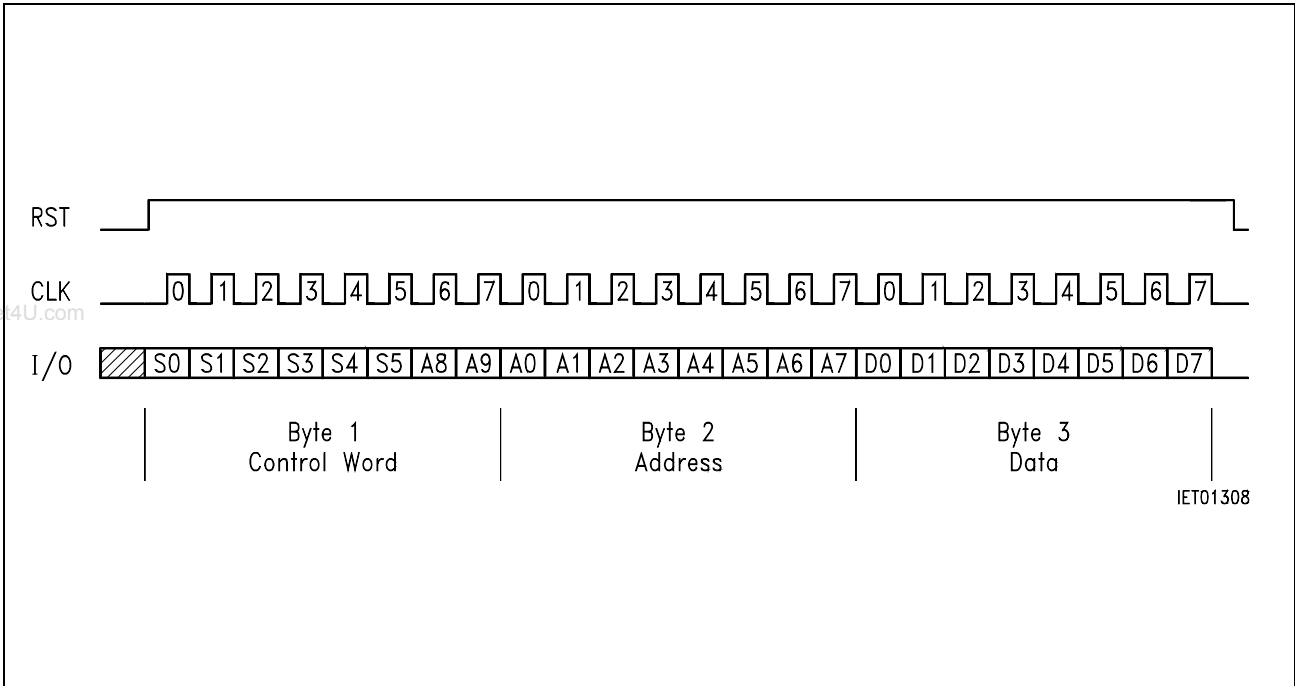 RST
CLK 0 1 2 3 4 5 6 7 0 1 2 3 4 5 6 7 0 1 2 3 4 5 6 7
et4U.com
I/O S0 S1 S2 S3 S4 S5 A8 A9 A0 A1 A2 A3 A4 A5 A6 A7 D0 D1 D2 D3 D4 D5 D6 D7
Byte 1 Byte 2 Byte 3
Control Word Address Data
IET01308